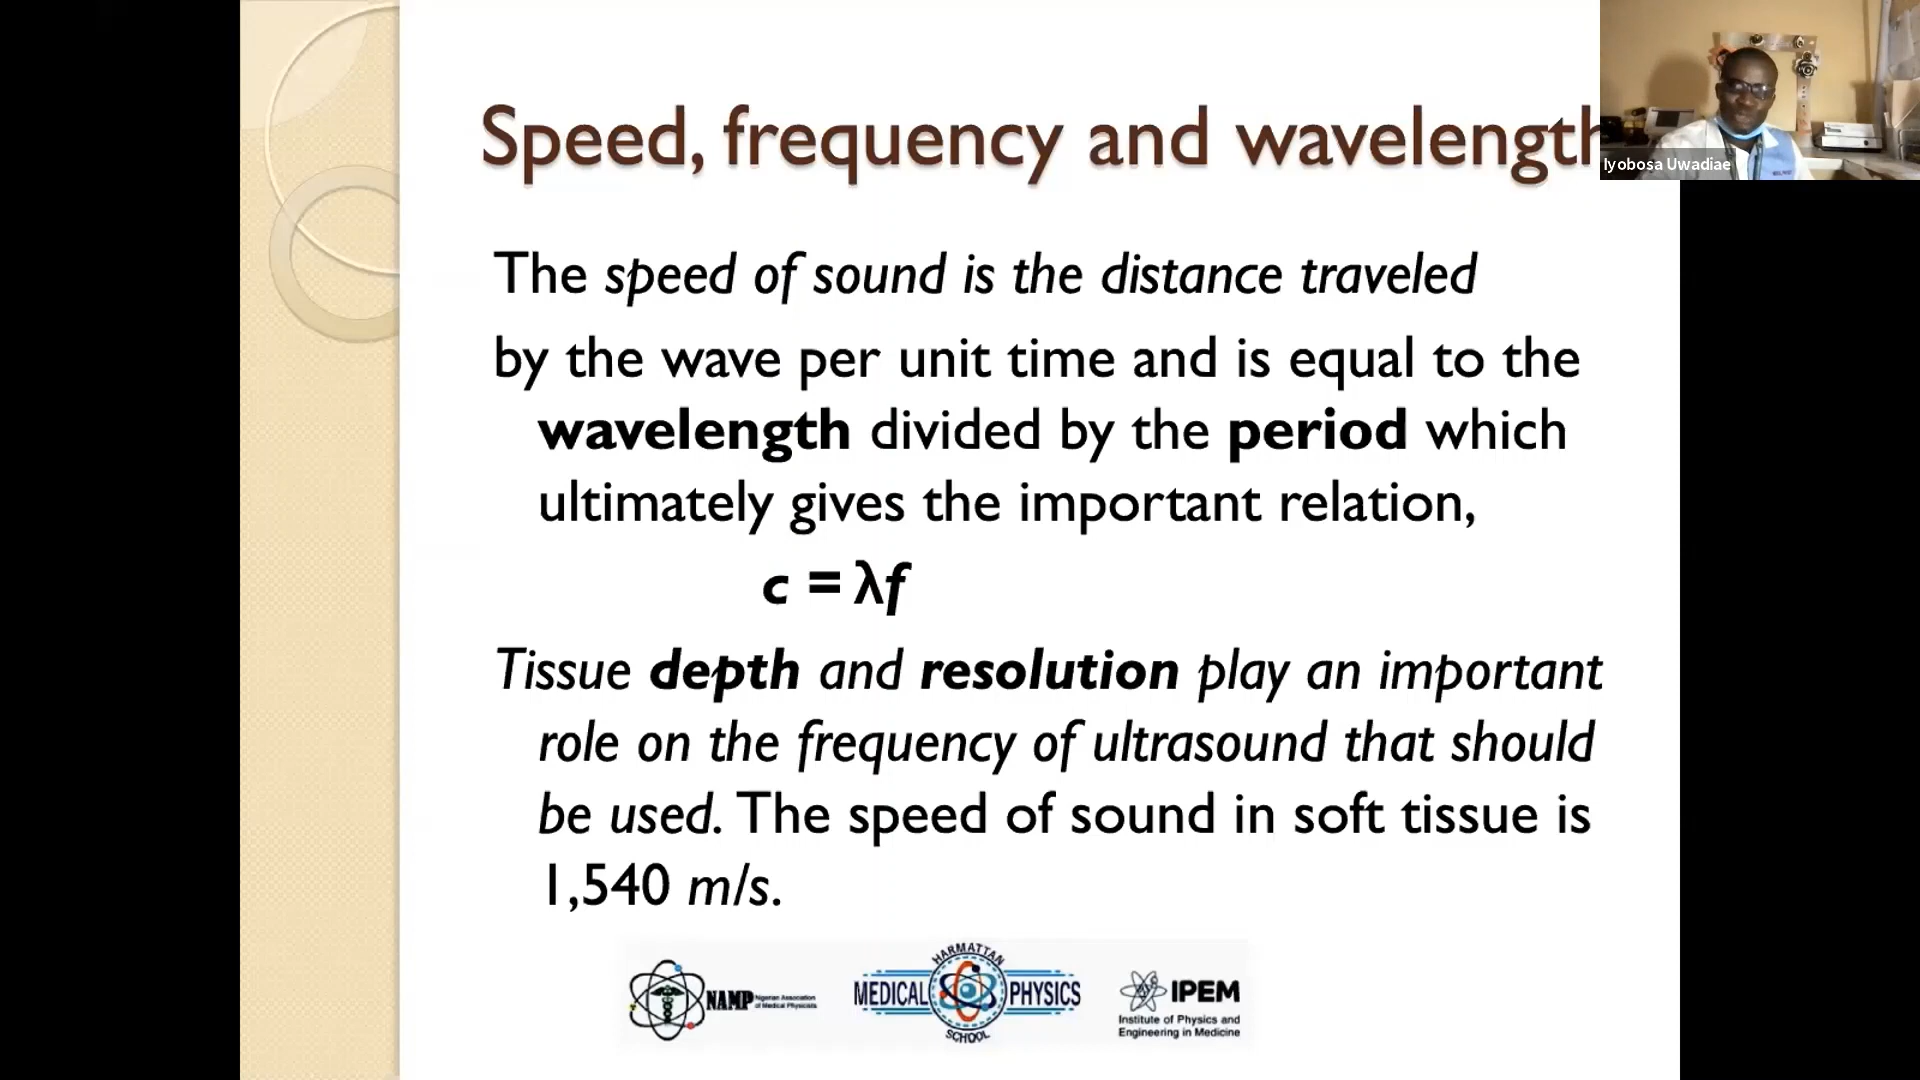 Speed, frequency and wavelength
Iyobosa Uwadiae
The speed of sound is the distance traveled
by the wave per unit time and is equal to the
wavelength divided by the period which
ultimately gives the important relation,
c = λf
Tissue depth and resolution play an important
role on the frequency of ultrasound that should
be used. The speed of sound in soft tissue is
1,540 m/s.
NAMP Nigerian Association
of Medical Physicists
HARMATTAN
MEDICAL PHYSICS
SCHOOL
IPEM
Institute of Physics and
Engineering in Medicine